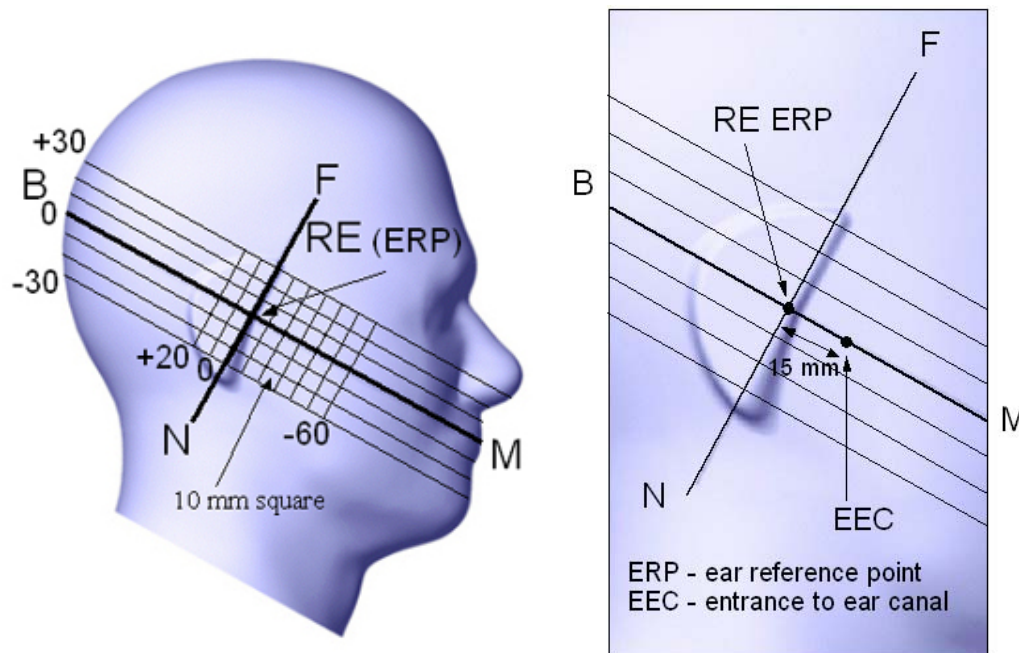 +30
B
0
-30
F
RE (ERP)
+20
0
N
-60
M
10 mm square
F
RE ERP
B
15 mm
M
N
EEC
ERP - ear reference point
EEC - entrance to ear canal